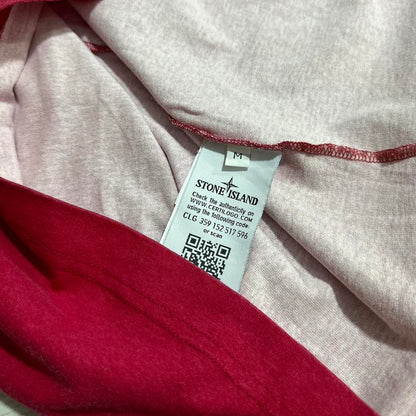 M
STONE ISLAND
Check the authenticity on
WWW.CERTILOGO.COM
using the following code:
CLG 359 152 517 596
or scan